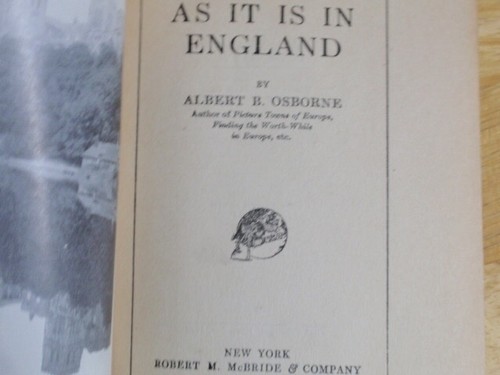 AS IT IS IN
ENGLAND
BY
ALBERT B. OSBORNE
Author of Picture Towns of Europe,
Finding the Worth-While
in Europe, etc.
NEW YORK
ROBERT M. McBRIDE & COMPANY